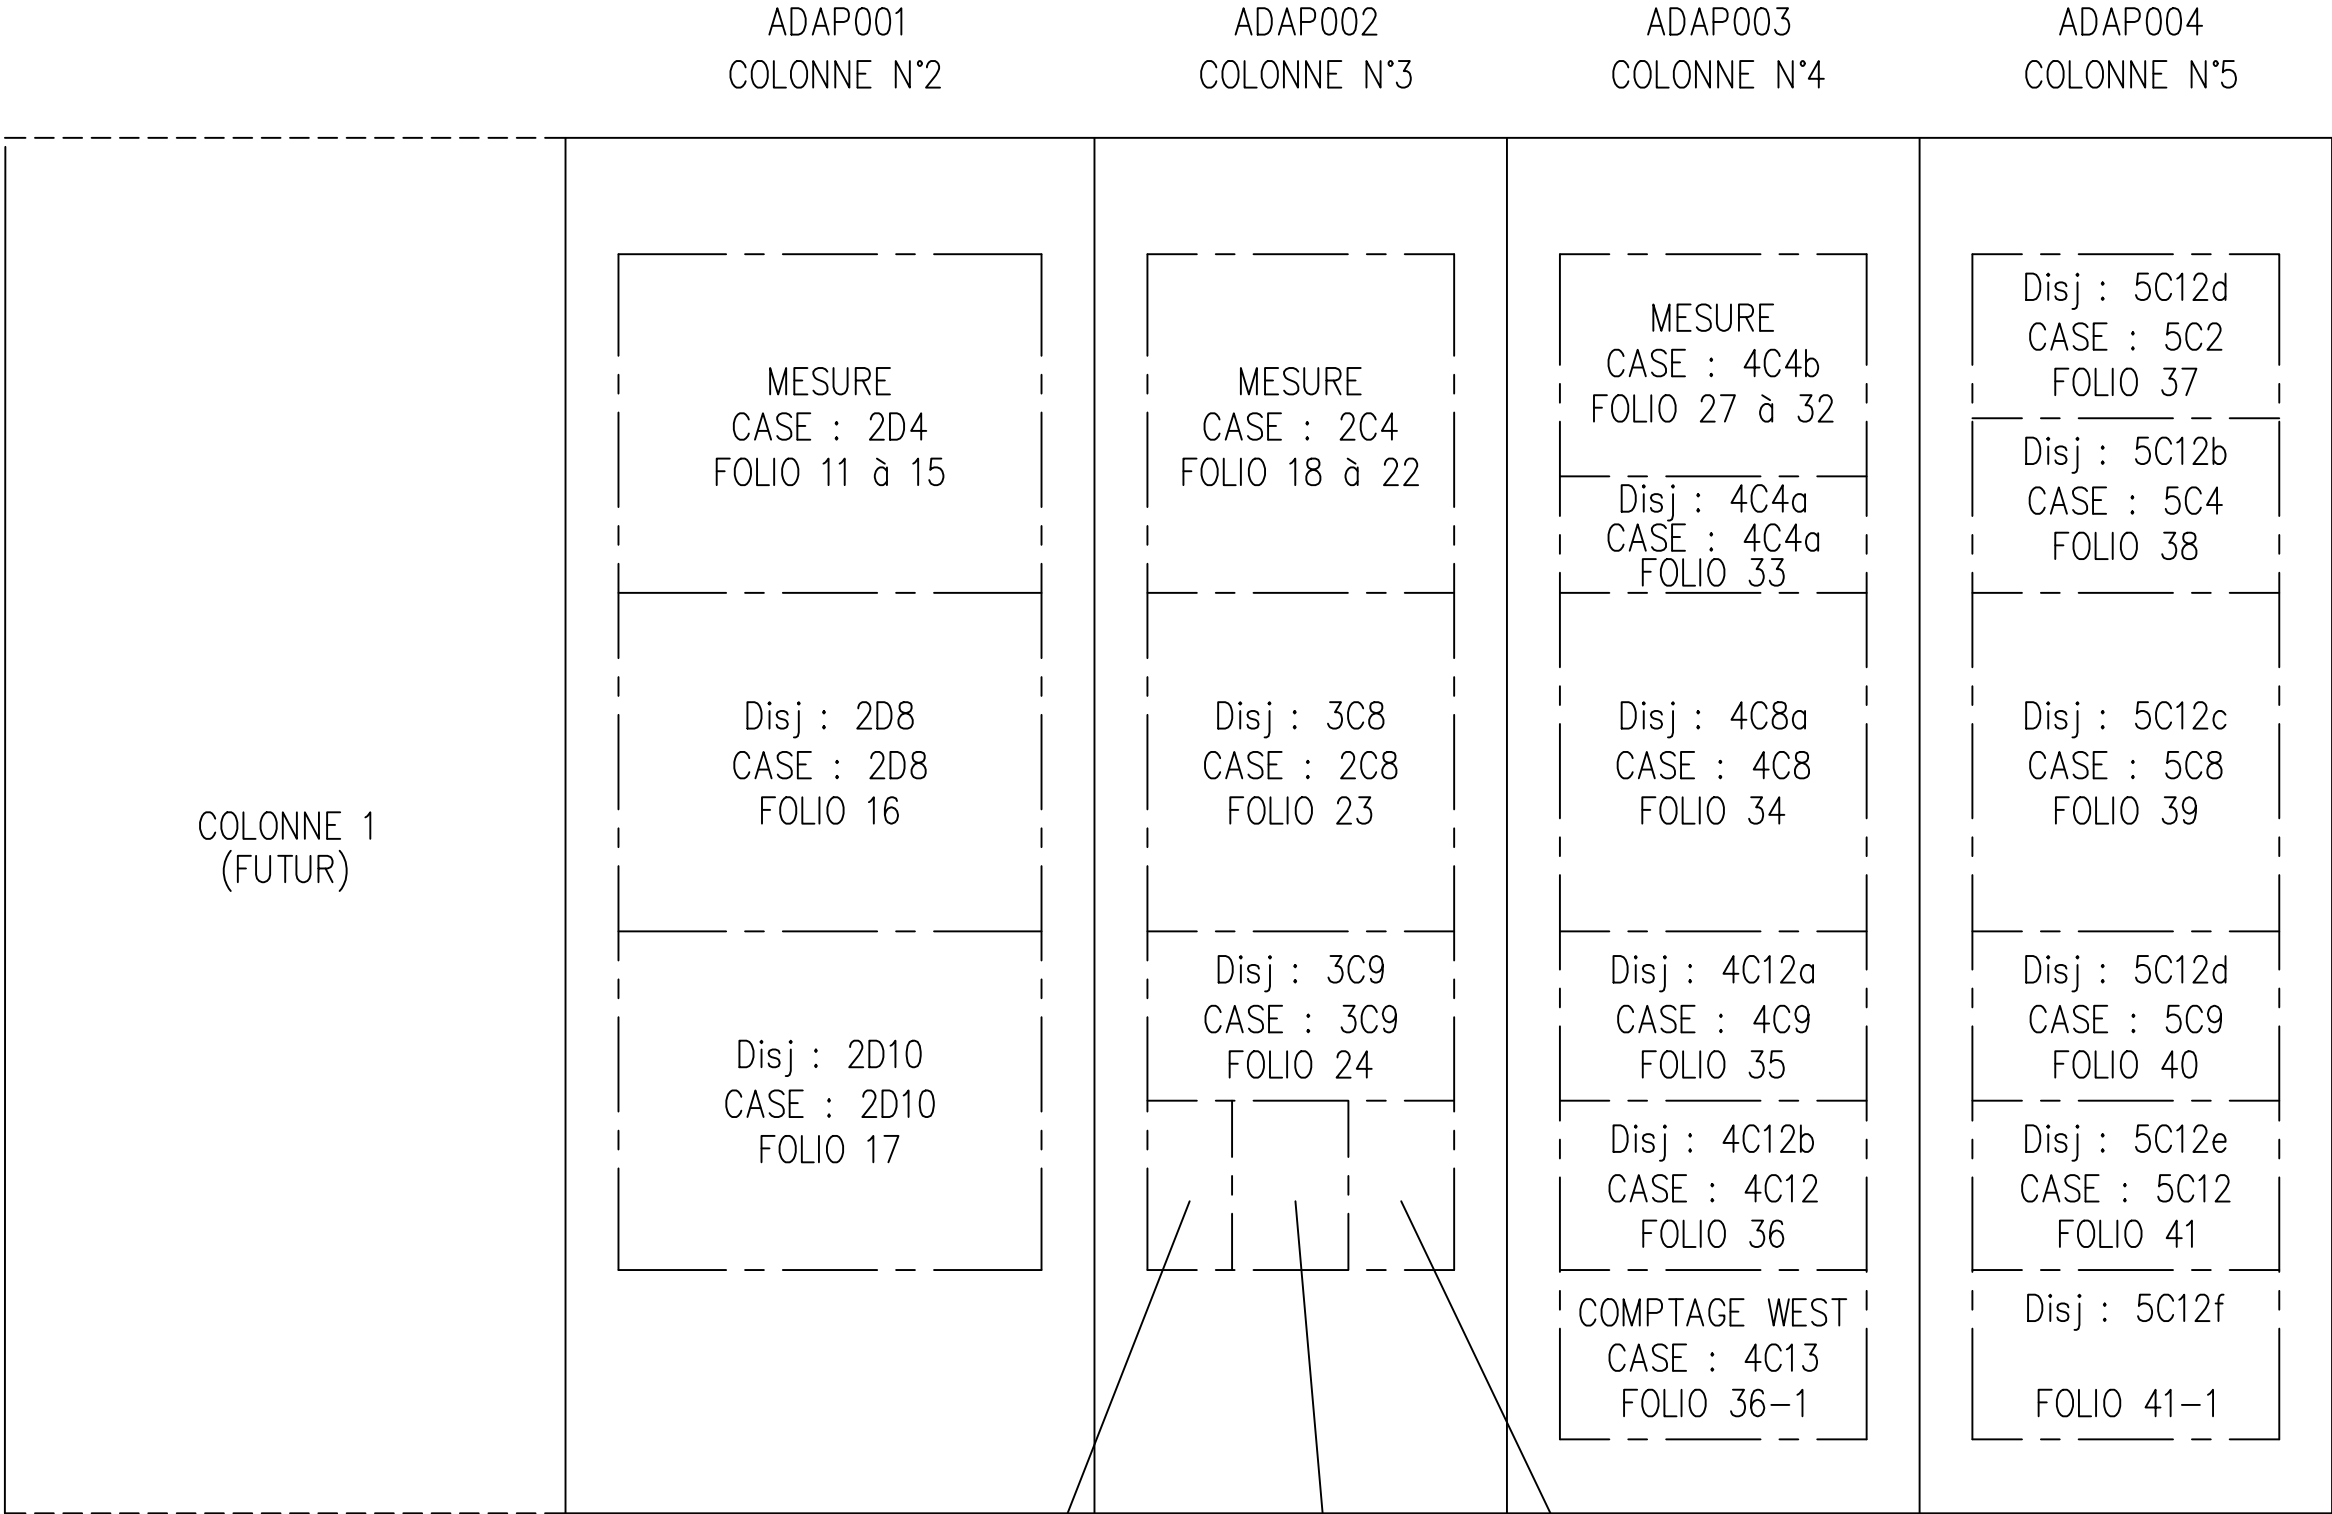 ADAP001
COLONNE N°2
ADAP002
COLONNE N°3
ADAP003
COLONNE N°4
ADAP004
COLONNE N°5
COLONNE 1
(FUTUR)
MESURE
CASE : 2D4
FOLIO 11 à 15
Disj : 2D8
CASE : 2D8
FOLIO 16
Disj : 2D10
CASE : 2D10
FOLIO 17
MESURE
CASE : 2C4
FOLIO 18 à 22
Disj : 3C8
CASE : 2C8
FOLIO 23
Disj : 3C9
CASE : 3C9
FOLIO 24
MESURE
CASE : 4C4b
FOLIO 27 à 32
Disj : 4C4a
CASE : 4C4a
FOLIO 33
Disj : 4C8a
CASE : 4C8
FOLIO 34
Disj : 4C12a
CASE : 4C9
FOLIO 35
Disj : 4C12b
CASE : 4C12
FOLIO 36
COMPTAGE WEST
CASE : 4C13
FOLIO 36-1
Disj : 5C12d
CASE : 5C2
FOLIO 37
Disj : 5C12b
CASE : 5C4
FOLIO 38
Disj : 5C12c
CASE : 5C8
FOLIO 39
Disj : 5C12d
CASE : 5C9
FOLIO 40
Disj : 5C12e
CASE : 5C12
FOLIO 41
Disj : 5C12f
FOLIO 41-1